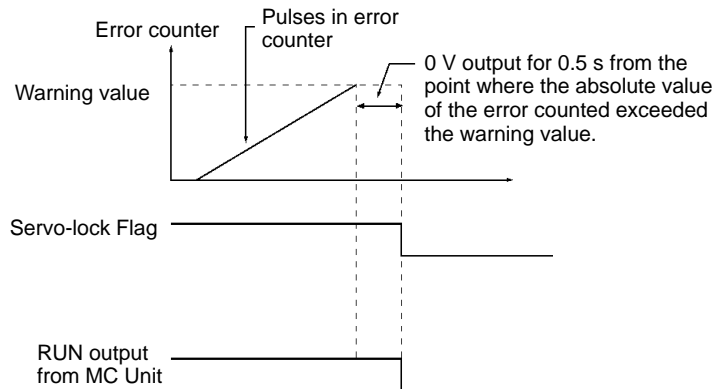 Error counter
Pulses in error
counter
0 V output for 0.5 s from the
point where the absolute value
of the error counted exceeded
the warning value.
Warning value
Servo-lock Flag
RUN output
from MC Unit